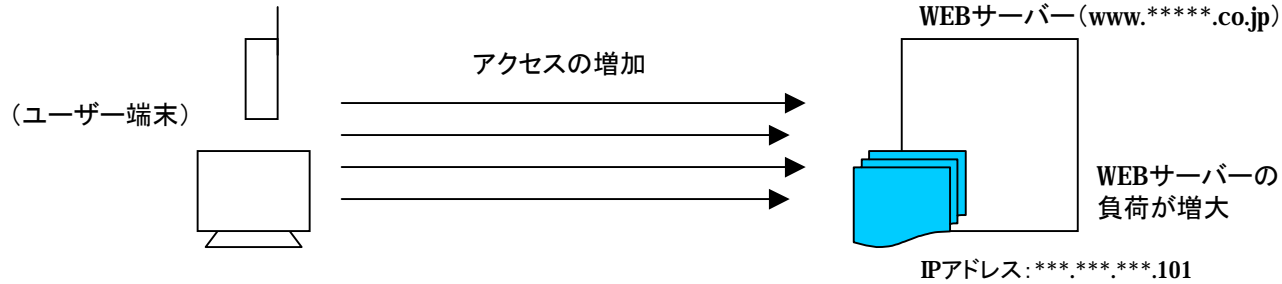 WEBサーバー（www.*****.co.jp）
アクセスの増加
（ユーザー端末）
WEBサーバーの
負荷が増大
IPアドレス：***.***.***.101